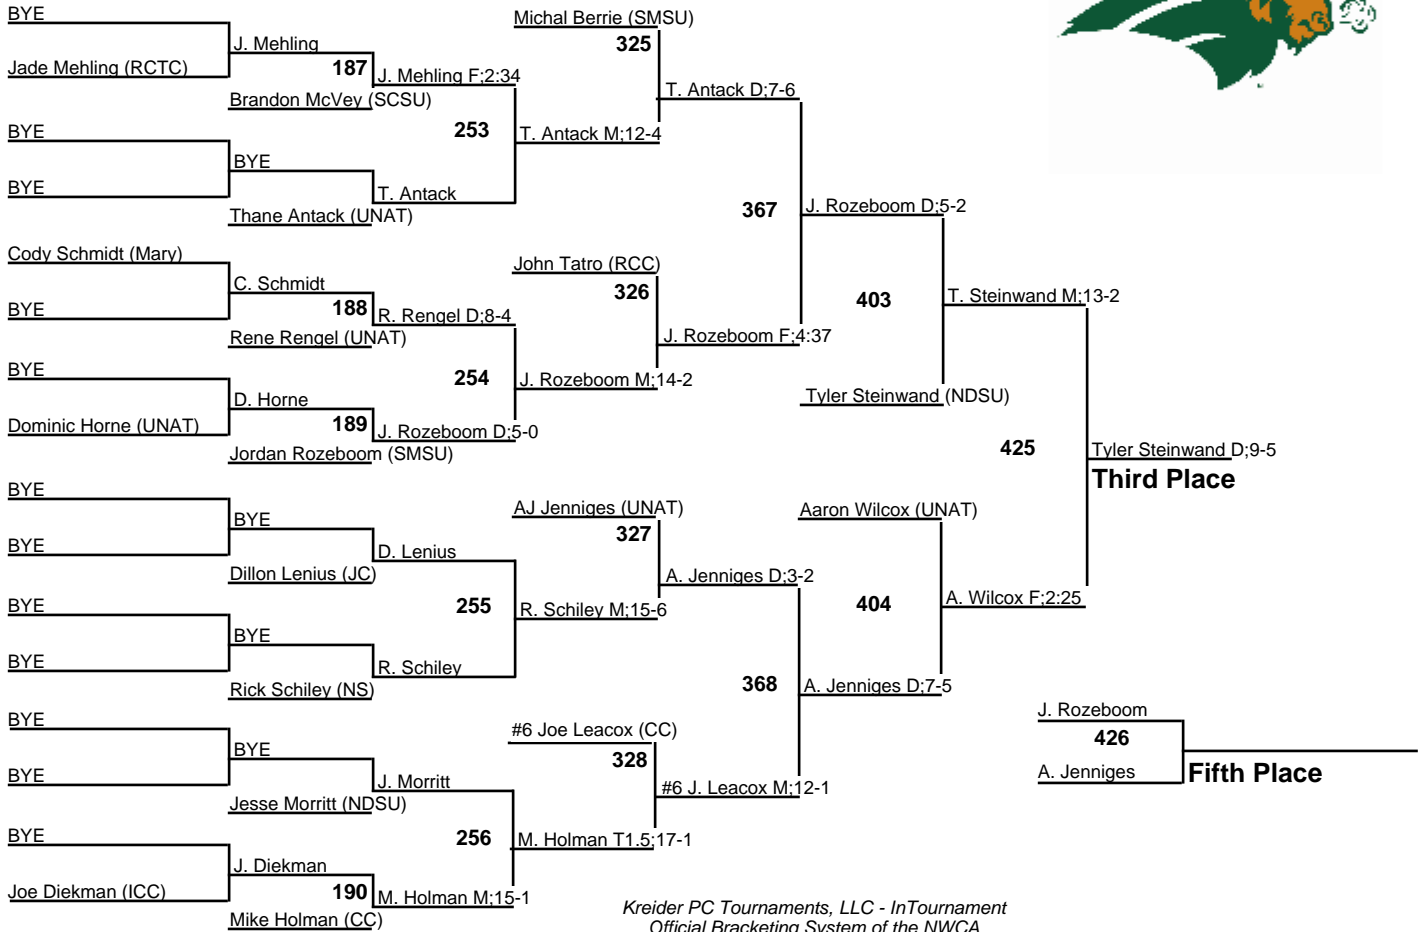 BYE
Jade Mehling (RCTC)
J. Mehling
187
Brandon McVey (SCSU)
J. Mehling F;2:34
BYE
BYE
BYE
Thane Antack (UNAT)
T. Antack
253
T. Antack M;12-4
Michal Berrie (SMSU)
325
T. Antack D;7-6
Cody Schmidt (Mary)
BYE
C. Schmidt
188
Rene Rengel (UNAT)
R. Rengel D;8-4
BYE
Dominic Horne (UNAT)
D. Horne
189
Jordan Rozeboom (SMSU)
J. Rozeboom D;5-0
254
J. Rozeboom M;14-2
John Tatro (RCC)
326
J. Rozeboom F;4:37
367
J. Rozeboom D;5-2
403
Tyler Steinwand (NDSU)
T. Steinwand M;13-2
BYE
BYE
BYE
Dillon Lenius (JC)
D. Lenius
BYE
BYE
BYE
Rick Schiley (NS)
R. Schiley
255
R. Schiley M;15-6
AJ Jenniges (UNAT)
327
A. Jenniges D;3-2
BYE
BYE
BYE
Jesse Morritt (NDSU)
J. Morritt
BYE
Joe Diekman (ICC)
J. Diekman
190
Mike Holman (CC)
M. Holman M;15-1
256
M. Holman T1.5;17-1
#6 Joe Leacox (CC)
328
#6 J. Leacox M;12-1
368
A. Jenniges D;7-5
Aaron Wilcox (UNAT)
404
A. Wilcox F;2:25
425
Tyler Steinwand D;9-5
Third Place
J. Rozeboom
426
A. Jenniges
Fifth Place
Kreider PC Tournaments, LLC - InTournament
Official Bracketing System of the NWCA